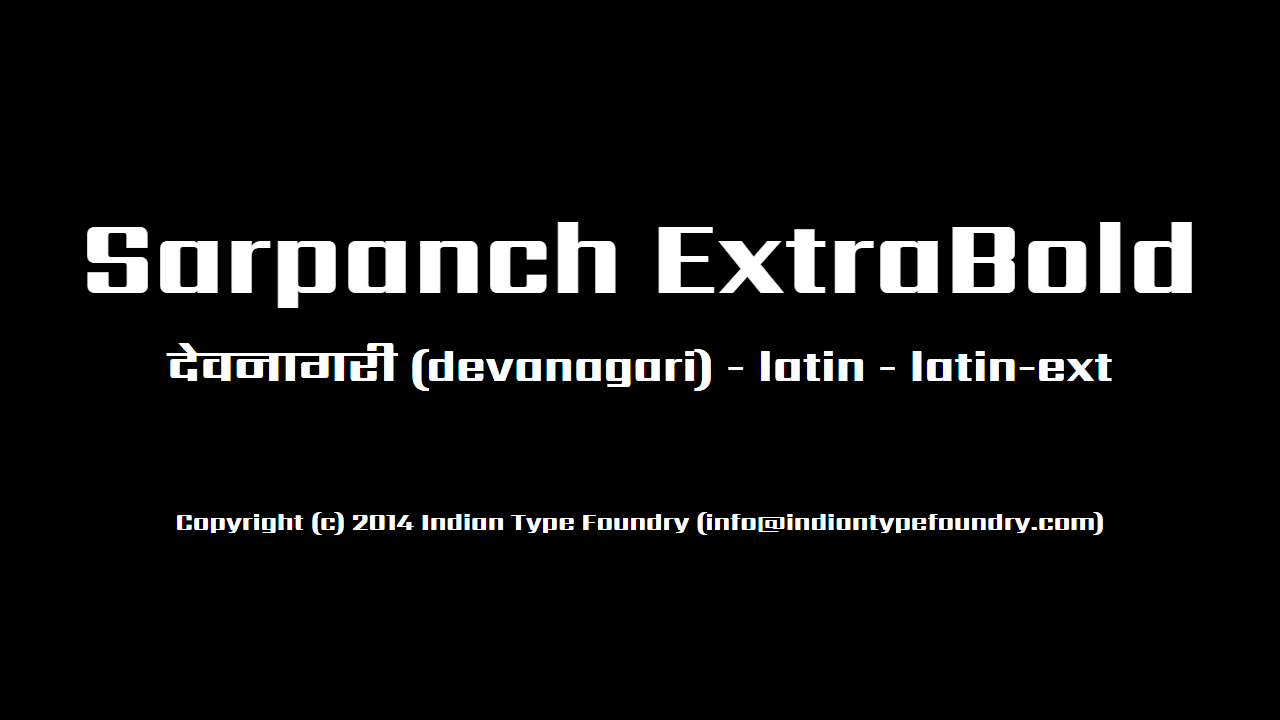 Sarpanch ExtraBold
देवनागरी (devanagari) - latin - latin-ext
Copyright (c) 2014 Indian Type Foundry (info@indiantypefoundry.com)